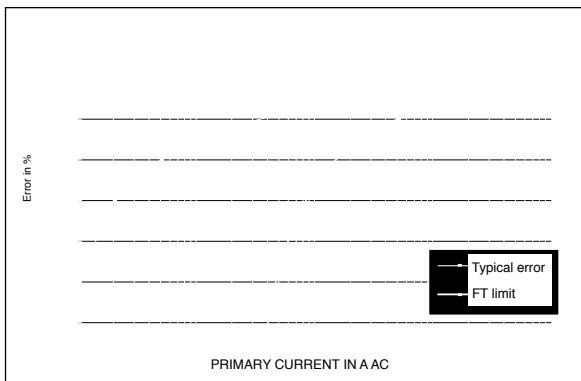 Error in %
Typical error
FT limit
PRIMARY CURRENT IN A AC